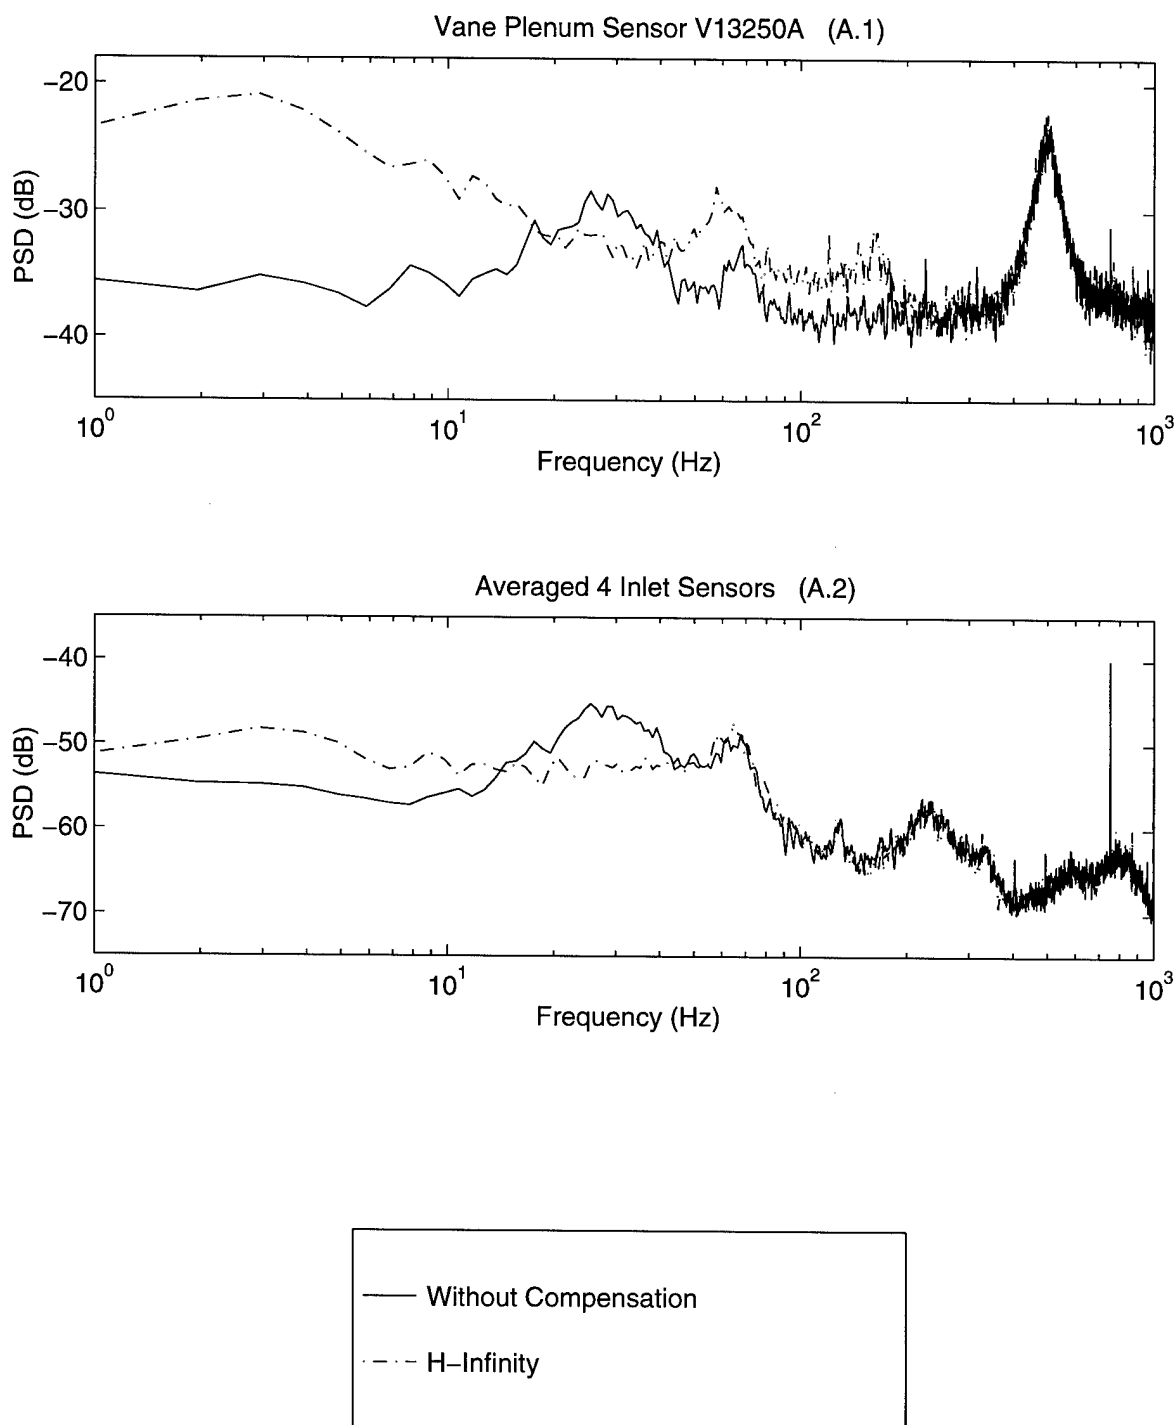 Vane Plenum Sensor V13250A (A.1)
−20
−30
−40
PSD (dB)
10^0 10^1 10^2 10^3
Frequency (Hz)
Averaged 4 Inlet Sensors (A.2)
−40
−50
−60
−70
PSD (dB)
10^0 10^1 10^2 10^3
Frequency (Hz)
Without Compensation
H−Infinity